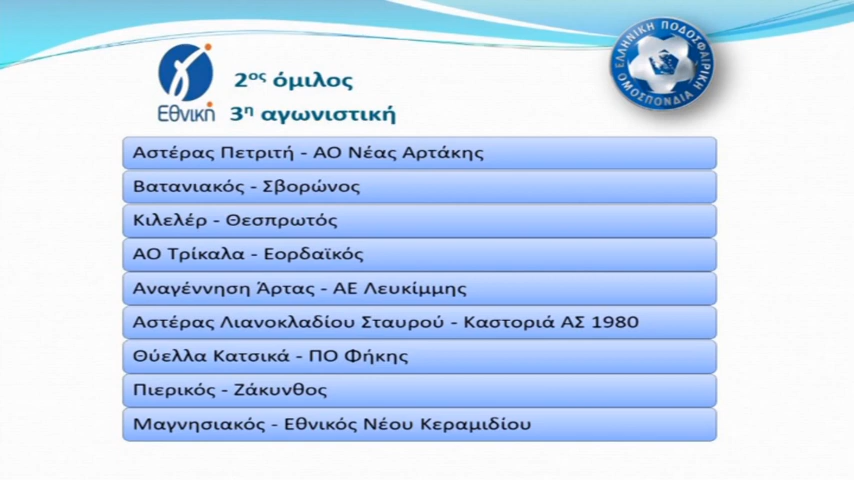 2ος όμιλος
Εθνική
3η αγωνιστική
ΕΛΛΗΝΙΚΗ ΠΟΔΟΣΦΑΙΡΙΚΗ ΟΜΟΣΠΟΝΔΙΑ
Αστέρας Πετριτή - ΑΟ Νέας Αρτάκης
Βατανιακός - Σβορώνος
Κιλελέρ - Θεσπρωτός
ΑΟ Τρίκαλα - Εορδαϊκός
Αναγέννηση Άρτας - ΑΕ Λευκίμμης
Αστέρας Λιανοκλαδίου Σταυρού - Καστοριά ΑΣ 1980
Θύελλα Κατσικά - ΠΟ Φήκης
Πιερικός - Ζάκυνθος
Μαγνησιακός - Εθνικός Νέου Κεραμιδίου